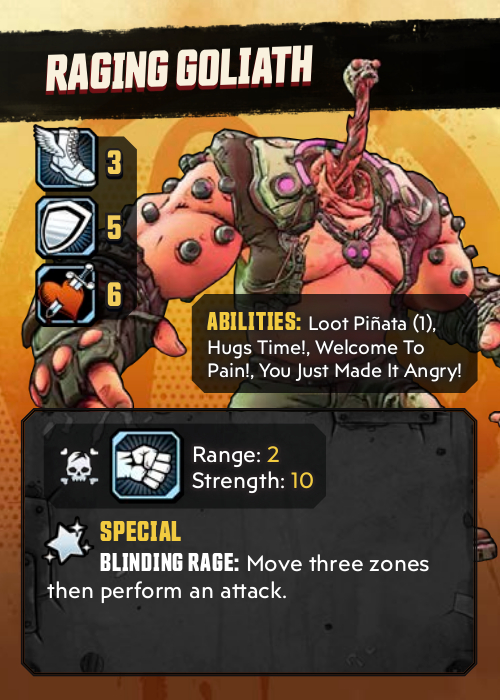 RAGING GOLIATH
3
5
6
ABILITIES: Loot Piñata (1),
Hugs Time!, Welcome To
Pain!, You Just Made It Angry!
Range: 2
Strength: 10
SPECIAL
BLINDING RAGE: Move three zones
then perform an attack.